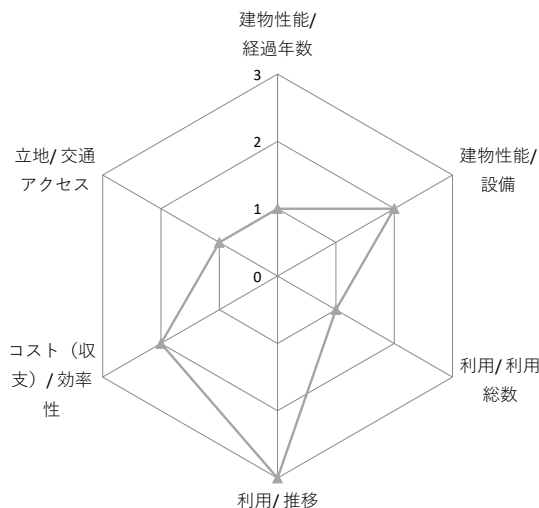 建物性能/
経過年数
3
立地/ 交通
アクセス
2
建物性能/
設備
1
0
コスト（収
支）/ 効率
性
利用/ 利用
総数
利用/ 推移